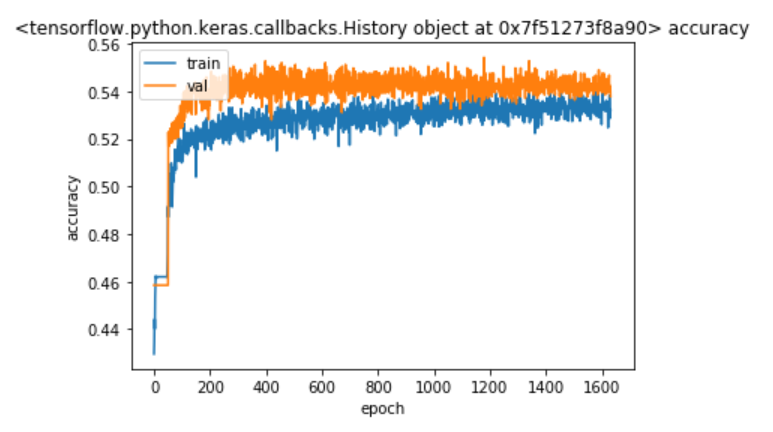 <tensorflow.python.keras.callbacks.History object at 0x7f51273f8a90> accuracy
0.56
train
val
0.54
0.52
0.50
0.48
0.46
0.44
accuracy
0 200 400 600 800 1000 1200 1400 1600
epoch